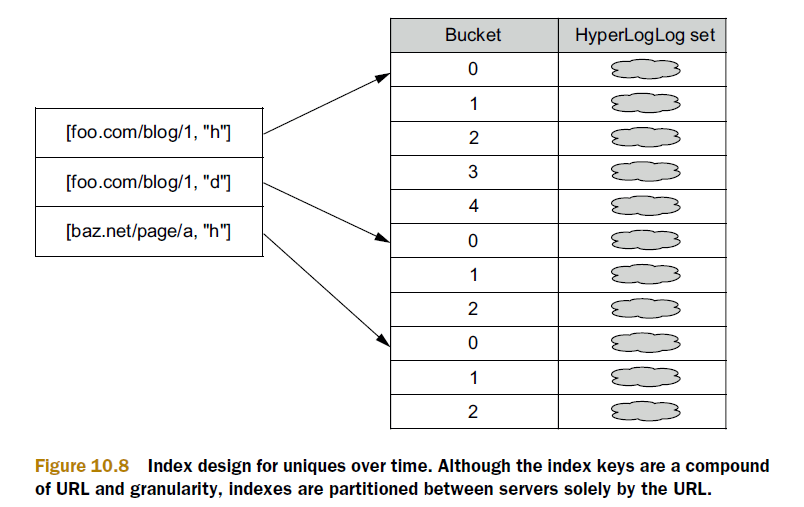 Bucket HyperLogLog set
0
1
[foo.com/blog/1, "h"]
2
[foo.com/blog/1, "d"]
3
4
[baz.net/page/a, "h"]
0
1
2
0
1
2
Figure 10.8 Index design for uniques over time. Although the index keys are a compound
of URL and granularity, indexes are partitioned between servers solely by the URL.